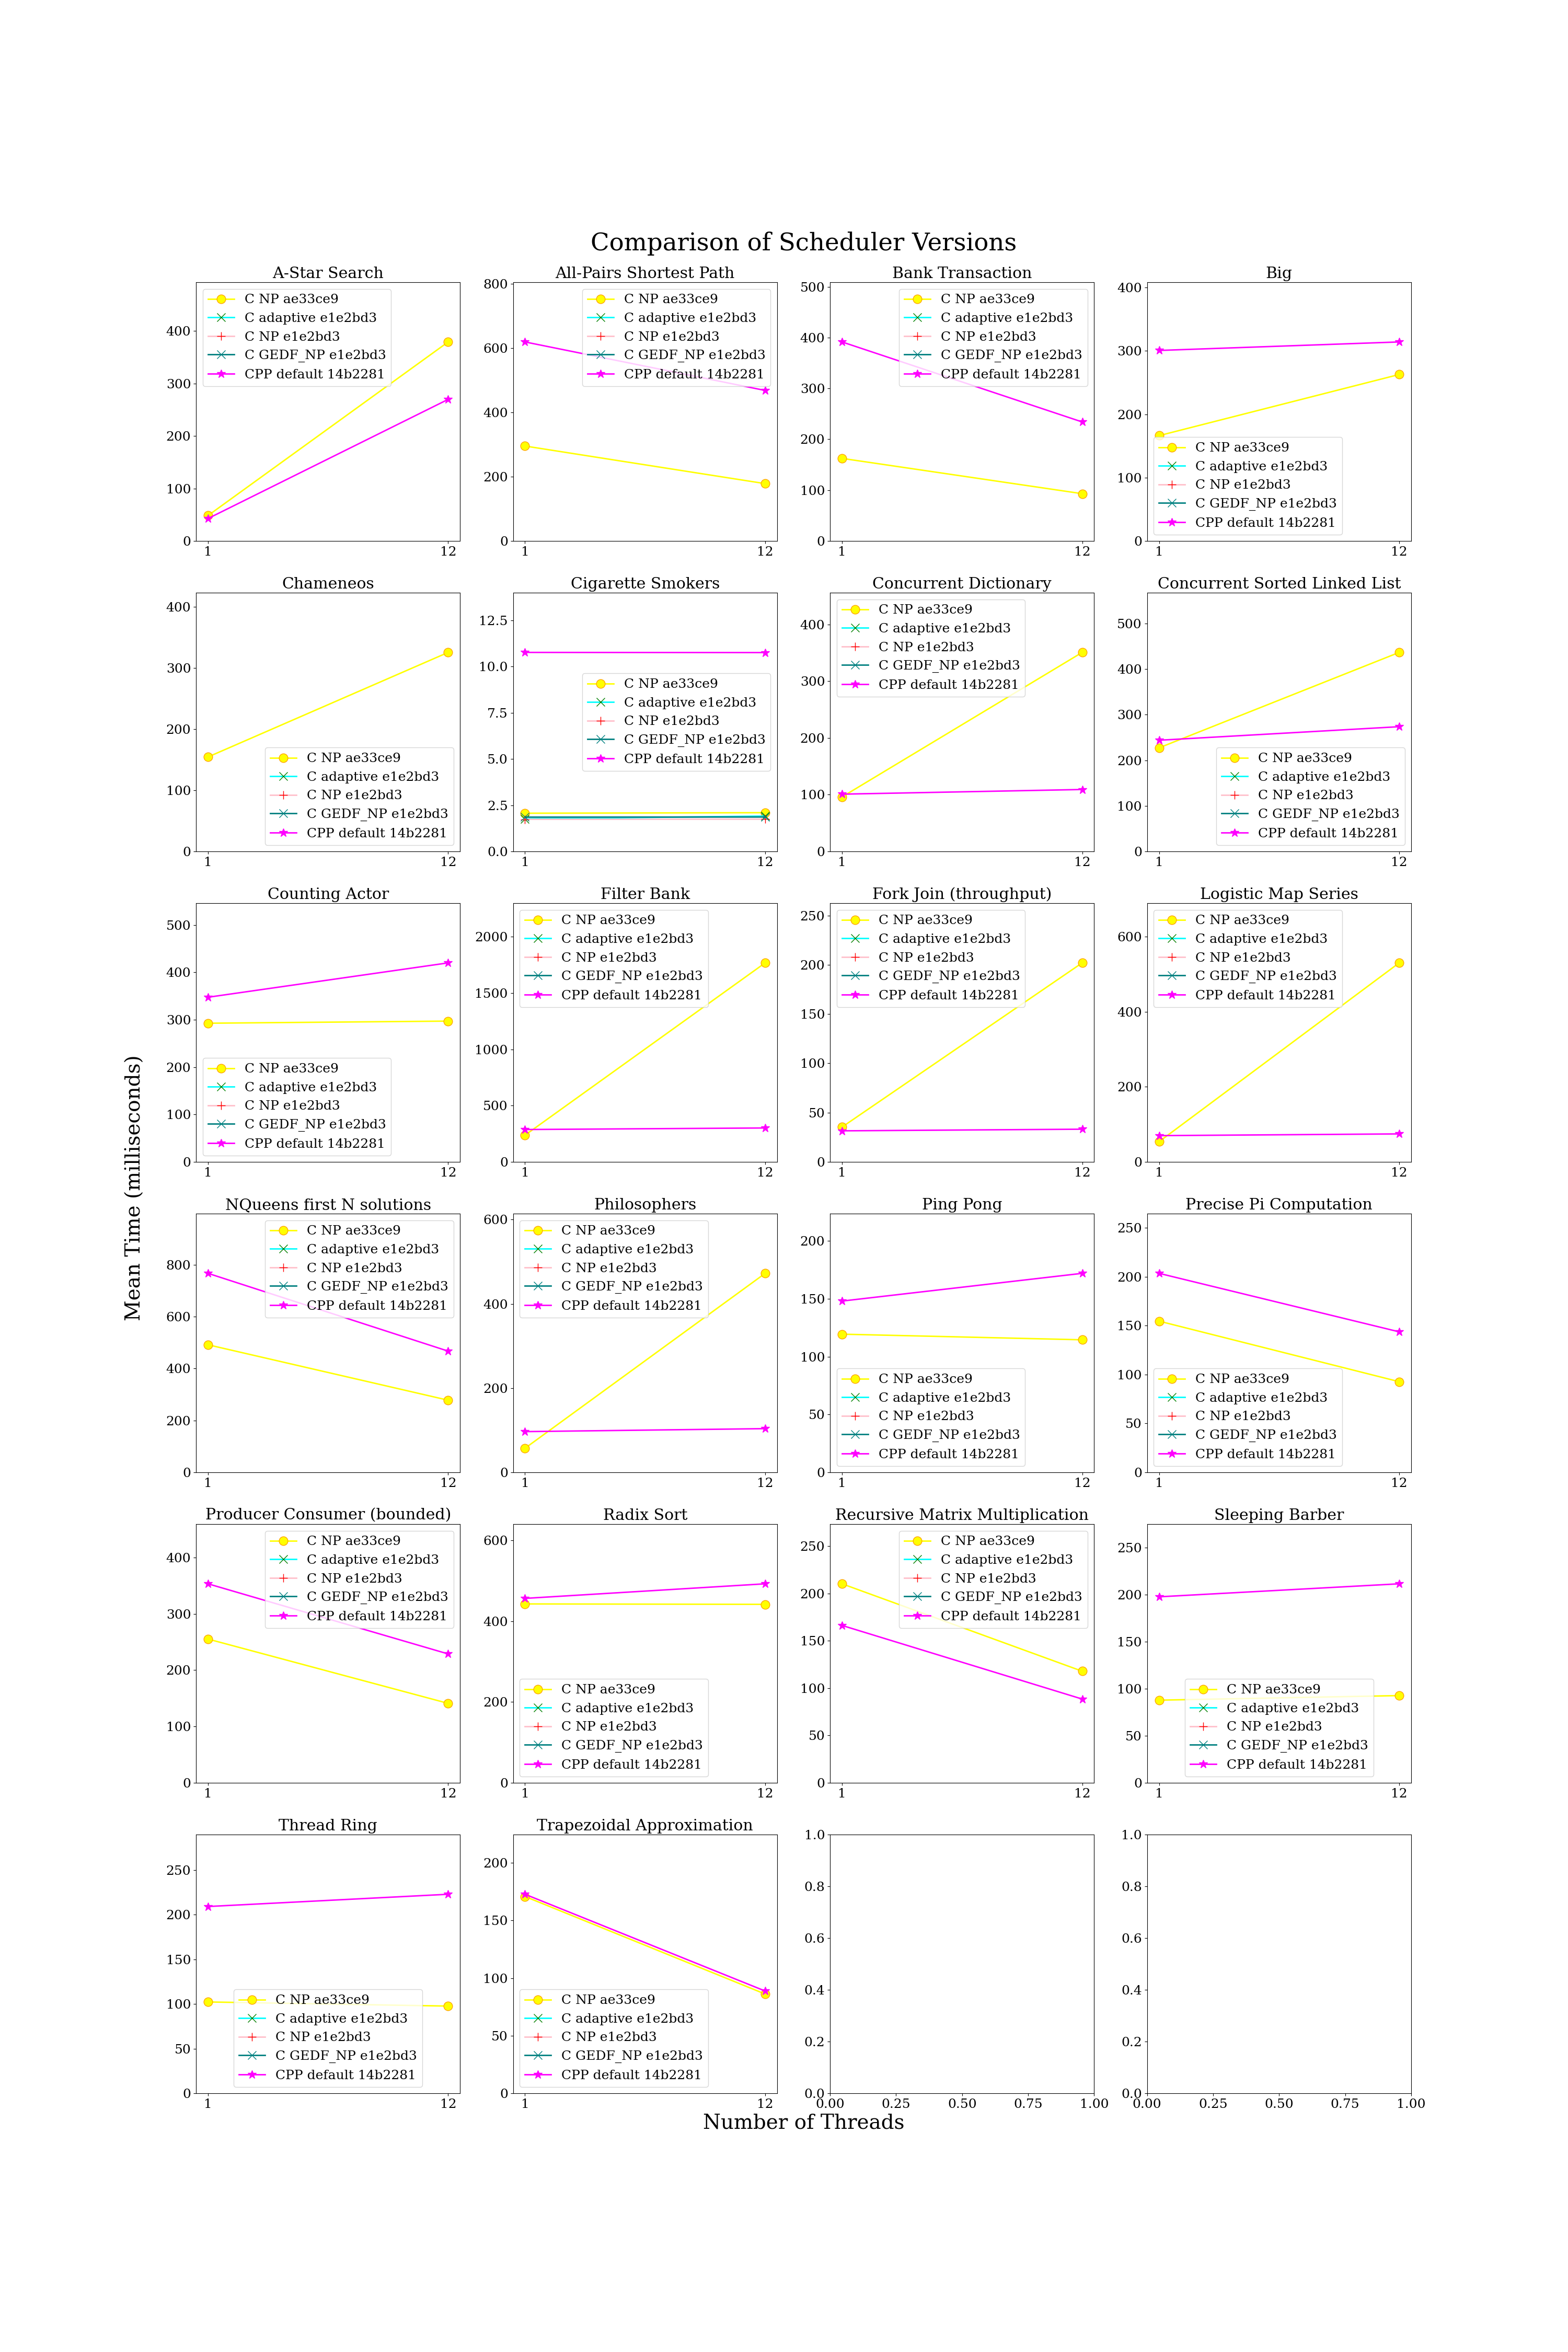 Comparison of Scheduler Versions
Mean Time (milliseconds)
A-Star Search
C NP ae33ce9
C adaptive e1e2bd3
C NP e1e2bd3
C GEDF_NP e1e2bd3
CPP default 14b2281
400
300
200
100
0
1 12
All-Pairs Shortest Path
C NP ae33ce9
C adaptive e1e2bd3
C NP e1e2bd3
C GEDF_NP e1e2bd3
CPP default 14b2281
800
600
400
200
0
1 12
Bank Transaction
C NP ae33ce9
C adaptive e1e2bd3
C NP e1e2bd3
C GEDF_NP e1e2bd3
CPP default 14b2281
500
400
300
200
100
0
1 12
Big
400
300
200
100
0
C NP ae33ce9
C adaptive e1e2bd3
C NP e1e2bd3
C GEDF_NP e1e2bd3
CPP default 14b2281
1 12
Chameneos
400
300
200
100
0
C NP ae33ce9
C adaptive e1e2bd3
C NP e1e2bd3
C GEDF_NP e1e2bd3
CPP default 14b2281
1 12
Cigarette Smokers
12.5
10.0
7.5
5.0
2.5
0.0
C NP ae33ce9
C adaptive e1e2bd3
C NP e1e2bd3
C GEDF_NP e1e2bd3
CPP default 14b2281
1 12
Concurrent Dictionary
C NP ae33ce9
C adaptive e1e2bd3
C NP e1e2bd3
C GEDF_NP e1e2bd3
CPP default 14b2281
400
300
200
100
0
1 12
Concurrent Sorted Linked List
500
400
300
200
100
0
C NP ae33ce9
C adaptive e1e2bd3
C NP e1e2bd3
C GEDF_NP e1e2bd3
CPP default 14b2281
1 12
Counting Actor
500
400
300
200
100
0
C NP ae33ce9
C adaptive e1e2bd3
C NP e1e2bd3
C GEDF_NP e1e2bd3
CPP default 14b2281
1 12
Filter Bank
C NP ae33ce9
C adaptive e1e2bd3
C NP e1e2bd3
C GEDF_NP e1e2bd3
CPP default 14b2281
2000
1500
1000
500
0
1 12
Fork Join (throughput)
C NP ae33ce9
C adaptive e1e2bd3
C NP e1e2bd3
C GEDF_NP e1e2bd3
CPP default 14b2281
250
200
150
100
50
0
1 12
Logistic Map Series
C NP ae33ce9
C adaptive e1e2bd3
C NP e1e2bd3
C GEDF_NP e1e2bd3
CPP default 14b2281
600
400
200
0
1 12
NQueens first N solutions
C NP ae33ce9
C adaptive e1e2bd3
C NP e1e2bd3
C GEDF_NP e1e2bd3
CPP default 14b2281
800
600
400
200
0
1 12
Philosophers
C NP ae33ce9
C adaptive e1e2bd3
C NP e1e2bd3
C GEDF_NP e1e2bd3
CPP default 14b2281
600
400
200
0
1 12
Ping Pong
200
150
100
50
0
C NP ae33ce9
C adaptive e1e2bd3
C NP e1e2bd3
C GEDF_NP e1e2bd3
CPP default 14b2281
1 12
Precise Pi Computation
250
200
150
100
50
0
C NP ae33ce9
C adaptive e1e2bd3
C NP e1e2bd3
C GEDF_NP e1e2bd3
CPP default 14b2281
1 12
Producer Consumer (bounded)
C NP ae33ce9
C adaptive e1e2bd3
C NP e1e2bd3
C GEDF_NP e1e2bd3
CPP default 14b2281
400
300
200
100
0
1 12
Radix Sort
600
400
200
0
C NP ae33ce9
C adaptive e1e2bd3
C NP e1e2bd3
C GEDF_NP e1e2bd3
CPP default 14b2281
1 12
Recursive Matrix Multiplication
C NP ae33ce9
C adaptive e1e2bd3
C NP e1e2bd3
C GEDF_NP e1e2bd3
CPP default 14b2281
250
200
150
100
50
0
1 12
Sleeping Barber
250
200
150
100
50
0
C NP ae33ce9
C adaptive e1e2bd3
C NP e1e2bd3
C GEDF_NP e1e2bd3
CPP default 14b2281
1 12
Thread Ring
250
200
150
100
50
0
C NP ae33ce9
C adaptive e1e2bd3
C NP e1e2bd3
C GEDF_NP e1e2bd3
CPP default 14b2281
1 12
Trapezoidal Approximation
200
150
100
50
0
C NP ae33ce9
C adaptive e1e2bd3
C NP e1e2bd3
C GEDF_NP e1e2bd3
CPP default 14b2281
1 12
1.0
0.8
0.6
0.4
0.2
0.0
0.00 0.25 0.50 0.75 1.00
1.0
0.8
0.6
0.4
0.2
0.0
0.00 0.25 0.50 0.75 1.00
Number of Threads